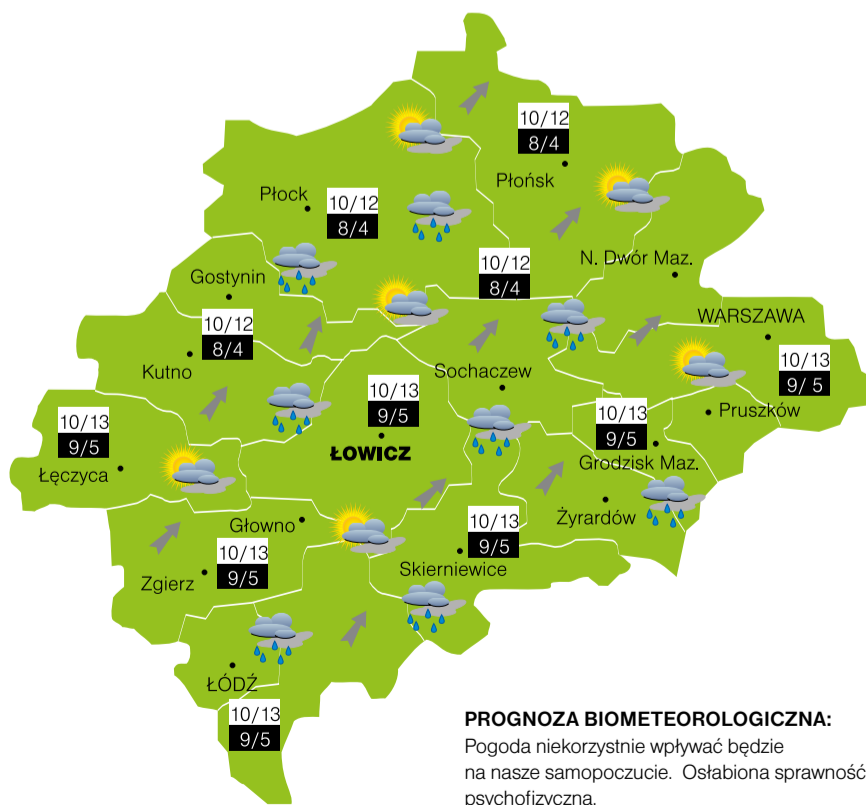 10/12
8/4
Płońsk
Płock
10/12
8/4
10/12
8/4
N. Dwór Maz.
Gostynin
10/12
8/4
Kutno
WARSZAWA
10/13
9/ 5
Sochaczew
10/13
9/5
ŁOWICZ
Pruszków
10/13
9/5
Grodzisk Maz.
10/13
9/5
Łęczyca
Żyrardów
Głowno
10/13
9/5
Skierniewice
10/13
9/5
Zgierz
ŁÓDŹ
10/13
9/5
PROGNOZA BIOMETEOROLOGICZNA:
Pogoda niekorzystnie wpływać będzie
na nasze samopoczucie. Osłabiona sprawność
psychofizyczna.